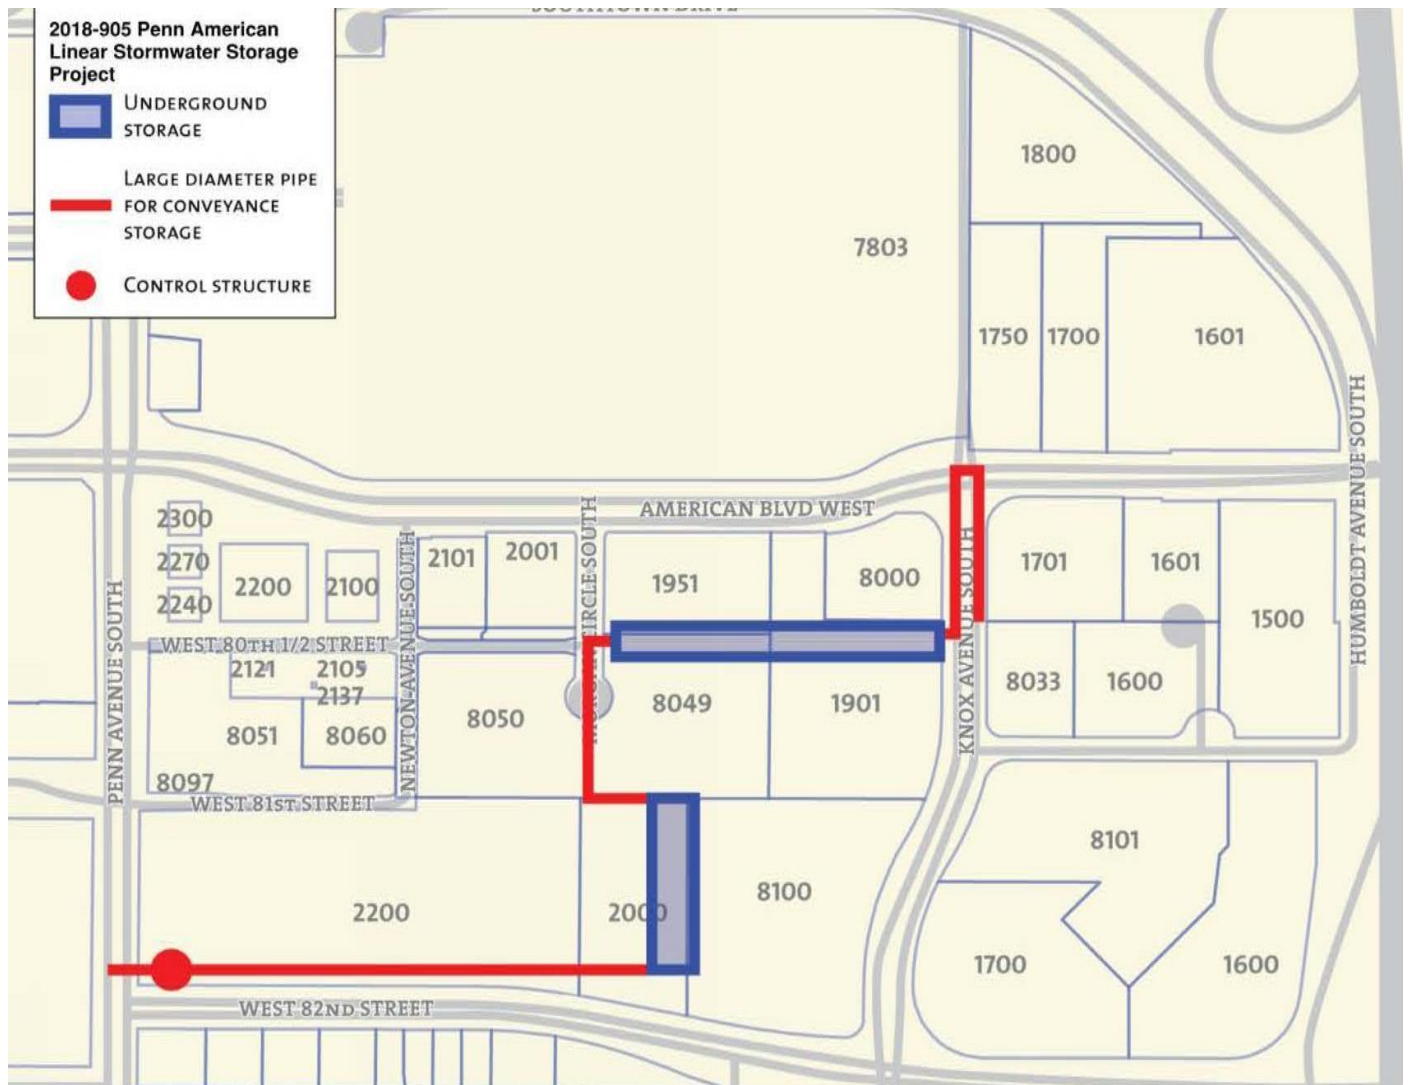 SOUTHTOWN DRIVE
2018-905 Penn American
Linear Stormwater Storage
Project
UNDERGROUND
STORAGE
LARGE DIAMETER PIPE
FOR CONVEYANCE
STORAGE
CONTROL STRUCTURE
1800
7803
1750
1700
1601
HUMBOLDT AVENUE SOUTH
AMERICAN BLVD WEST
2300
2270
2240
2200
2100
NEWTON AVENUE SOUTH
2101
2001
CIRCLE SOUTH
1951
8000
KNOX AVENUE SOUTH
1701
1601
1500
PENN AVENUE SOUTH
WEST 80TH 1/2 STREET
2121
2105
2137
8051
8060
8097
8050
8049
1901
8033
1600
WEST 81ST STREET
8101
2200
2000
8100
1700
1600
WEST 82ND STREET